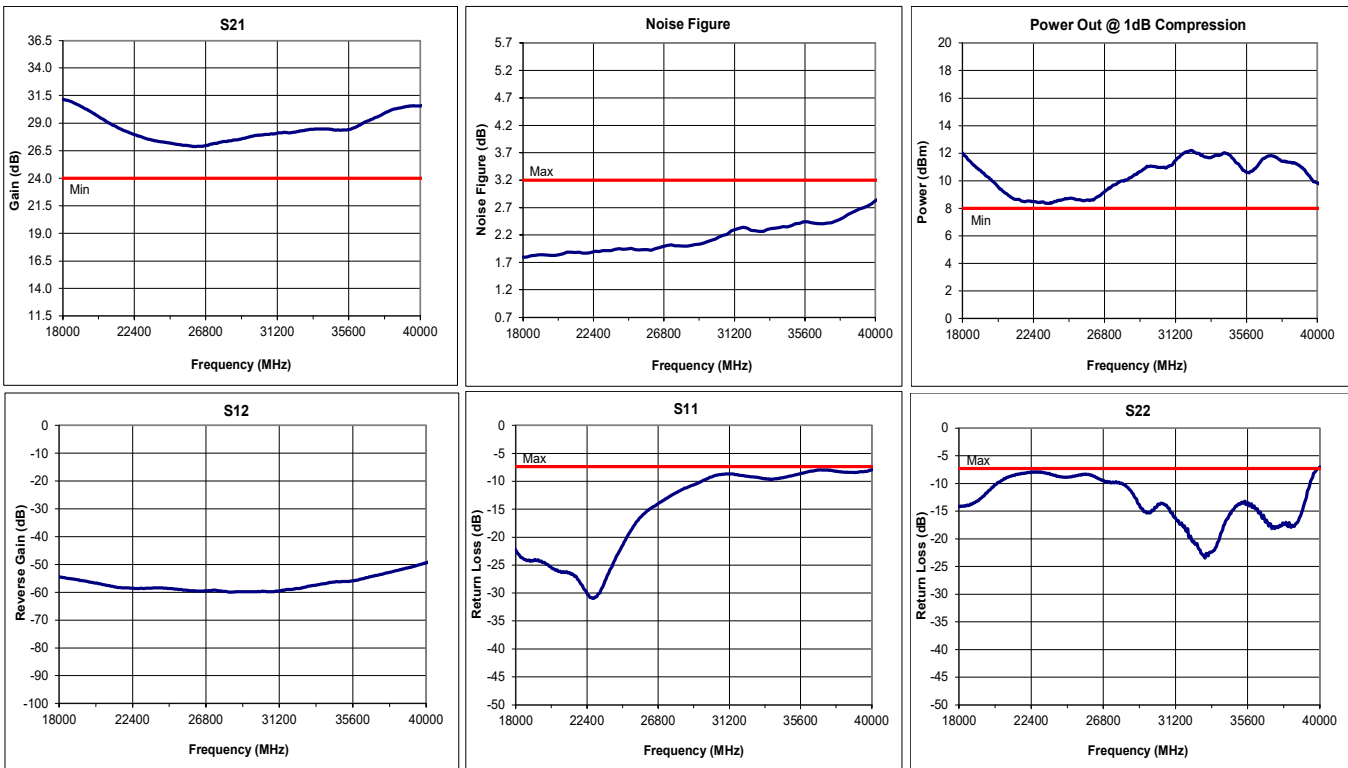 S21
Gain (dB)
36.5
34.0
31.5
29.0
26.5
24.0
21.5
19.0
16.5
14.0
11.5
Min
18000 22400 26800 31200 35600 40000
Frequency (MHz)
Noise Figure
Noise Figure (dB)
5.7
5.2
4.7
4.2
3.7
3.2
2.7
2.2
1.7
1.2
0.7
Max
18000 22400 26800 31200 35600 40000
Frequency (MHz)
Power Out @ 1dB Compression
Power (dBm)
20
18
16
14
12
10
8
6
4
2
0
Min
18000 22400 26800 31200 35600 40000
Frequency (MHz)
S12
Reverse Gain (dB)
0
-10
-20
-30
-40
-50
-60
-70
-80
-90
-100
18000 22400 26800 31200 35600 40000
Frequency (MHz)
S11
Return Loss (dB)
0
-5
-10
-15
-20
-25
-30
-35
-40
-45
-50
Max
18000 22400 26800 31200 35600 40000
Frequency (MHz)
S22
Return Loss (dB)
0
-5
-10
-15
-20
-25
-30
-35
-40
-45
-50
Max
18000 22400 26800 31200 35600 40000
Frequency (MHz)